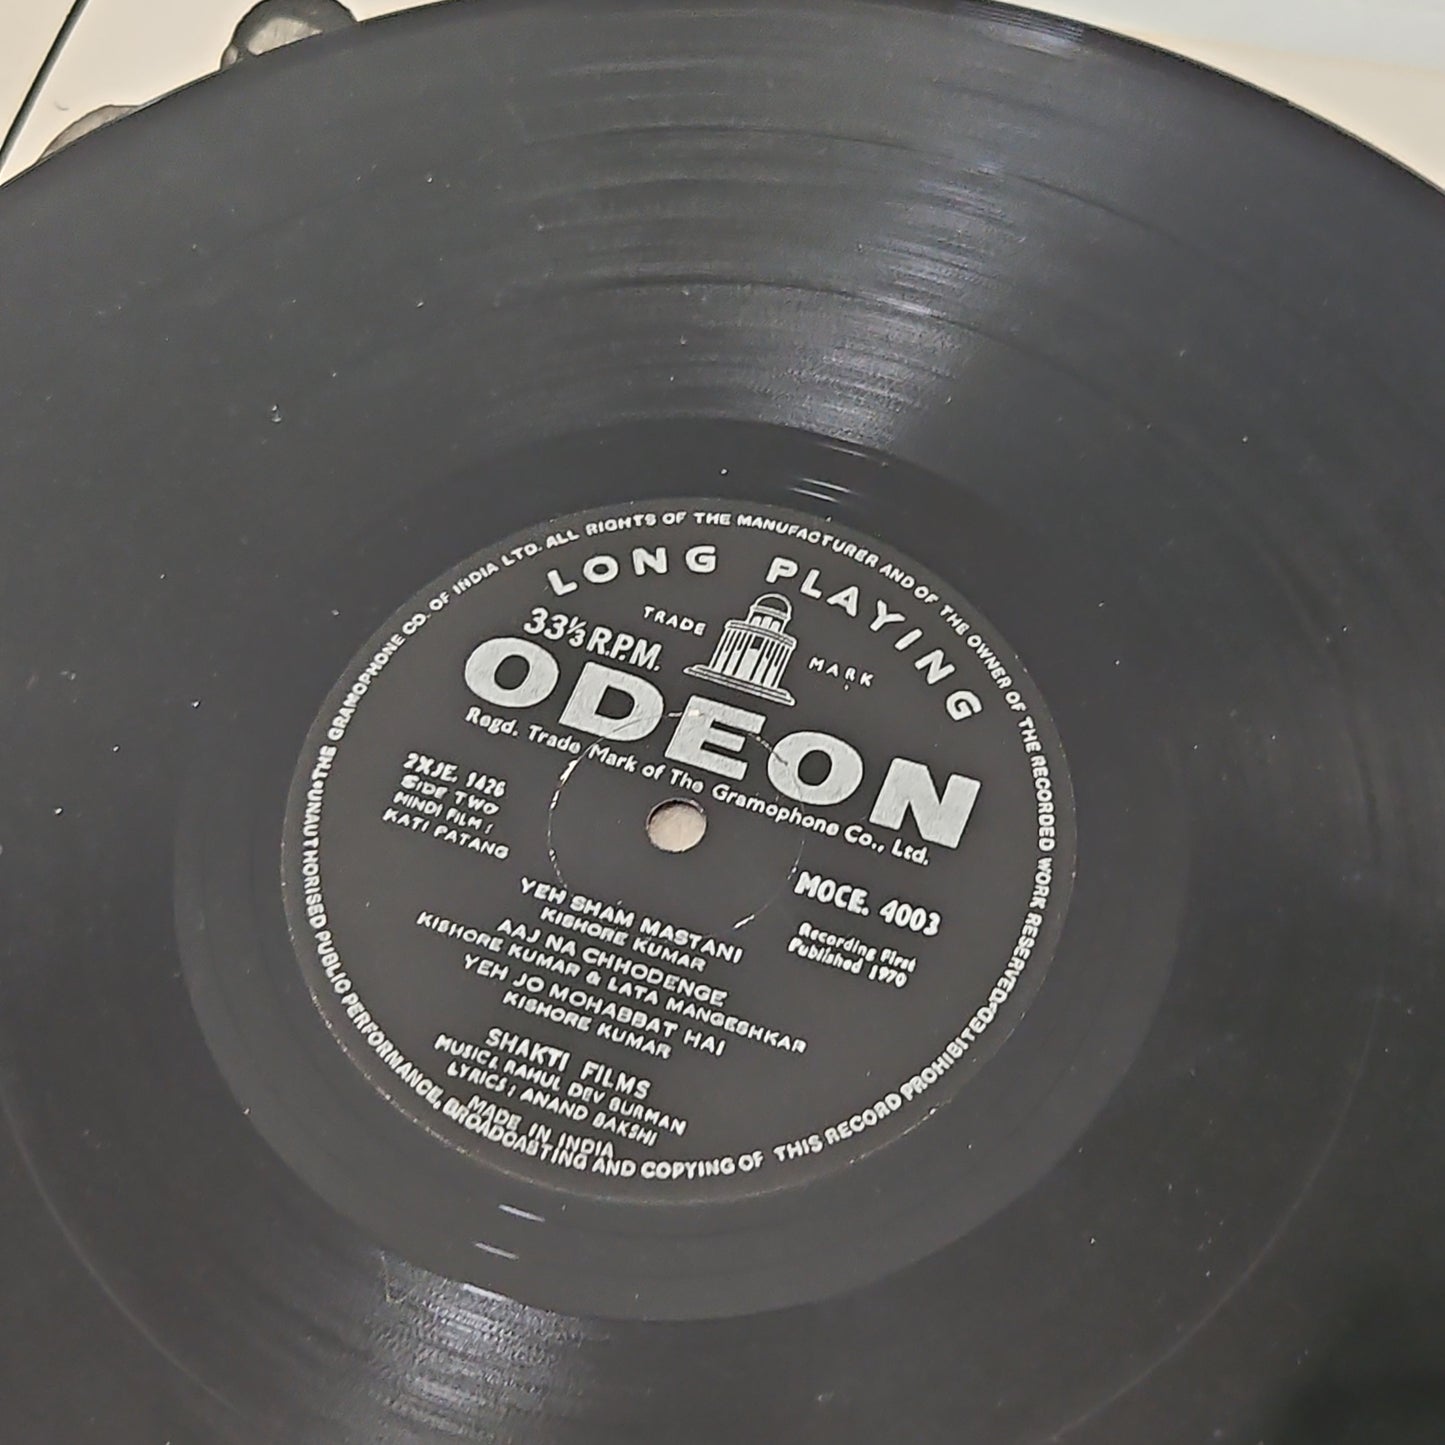 LONG PLAYING
33⅓ R.P.M.
TRADE MARK
ODEON
Regd. Trade Mark of The Gramophone Co., Ltd.
2XJE. 1426
SIDE TWO
HINDI FILM:
KATI PATANG
MOCE. 4003
Recording First
Published 1970
YEH SHAM MASTANI
KISHORE KUMAR
AAJ NA CHHODENGE
KISHORE KUMAR & LATA MANGESHKAR
YEH JO MOHABBAT HAI
KISHORE KUMAR
SHAKTI FILMS
MUSIC: RAHUL DEV BURMAN
LYRICS: ANAND BAKSHI
MADE IN INDIA
THE GRAMOPHONE CO. OF INDIA LTD. ALL RIGHTS OF THE MANUFACTURER AND OF THE OWNER OF THE RECORDED WORK RESERVED. UNAUTHORISED PUBLIC PERFORMANCE, BROADCASTING AND COPYING OF THIS RECORD PROHIBITED.